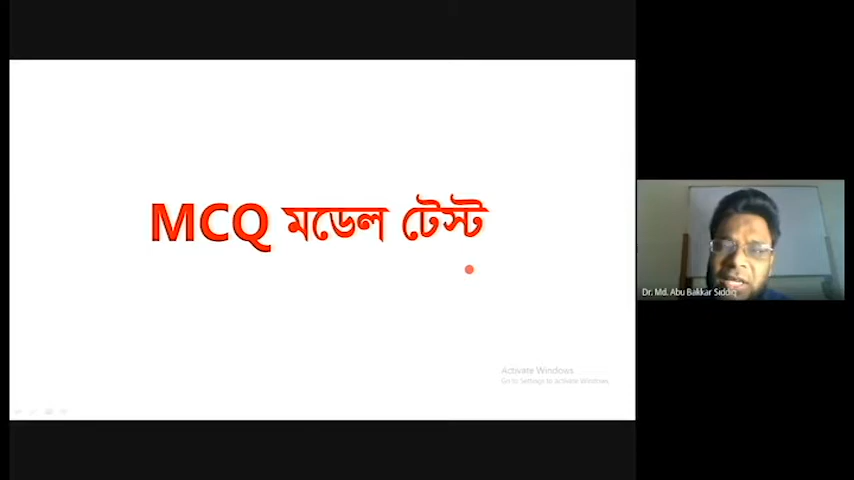 MCQ মডেল টেস্ট
Activate Windows
Go to Settings to activate Windows.
Dr. Md. Abu Bakkar Siddiq